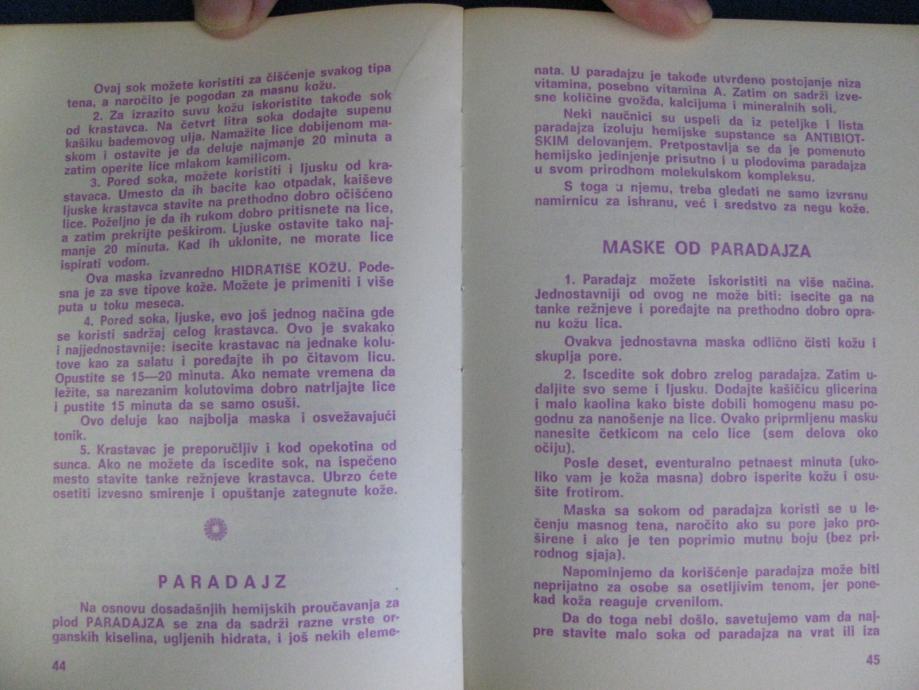 Ovaj sok možete koristiti za čišćenje svakog tipa
tena, a naročito je pogodan za masnu kožu.
2. Za izrazito suvu kožu iskoristite takođe sok
od krastavca. Na četvrt litra soka dodajte supenu
kašiku bademovog ulja. Namažite lice dobijenom ma-
skom i ostavite je da deluje najmanje 20 minuta a
zatim operite lice mlakom kamilicom.
3. Pored soka, možete koristiti i ljusku od kra-
stavaca. Umesto da ih bacite kao otpadak, kaiševe
ljuske krastavca stavite na prethodno dobro očišćeno
lice. Poželjno je da ih rukom dobro pritisnete na lice,
a zatim prekrijte peškirom. Ljuske ostavite tako naj-
manje 20 minuta. Kad ih uklonite, ne morate lice
ispirati vodom.
Ova maska izvanredno HIDRATIŠE KOŽU. Pode-
sna je za sve tipove kože. Možete je primeniti i više
puta u toku meseca.
4. Pored soka, ljuske, evo još jednog načina gde
se koristi sadržaj celog krastavca. Ovo je svakako
i najjednostavnije: isecite krastavac na jednake kolu-
tove kao za salatu i poređajte ih po čitavom licu.
Opustite se 15—20 minuta. Ako nemate vremena da
ležite, sa narezanim kolutovima dobro natrljajte lice
i pustite 15 minuta da se samo osuši.
Ovo deluje kao najbolja maska i osvežavajući
tonik.
5. Krastavac je preporučljiv i kod opekotina od
sunca. Ako ne možete da iscedite sok, na ispečeno
mesto stavite tanke režnjeve krastavca. Ubrzo ćete
osetiti izvesno smirenje i opuštanje zategnute kože.
PARADAJZ
Na osnovu dosadašnjih hemijskih proučavanja za
plod PARADAJZA se zna da sadrži razne vrste or-
ganskih kiselina, ugljenih hidrata, i još nekih eleme-
44
nata. U paradajzu je takođe utvrđeno postojanje niza
vitamina, posebno vitamina A. Zatim on sadrži izve-
sne količine gvožđa, kalcijuma i mineralnih soli.
Neki naučnici su uspeli da iz peteljke i lista
paradajza izoluju hemijske supstance sa ANTIBIOT-
SKIM delovanjem. Pretpostavlja se da je pomenuto
hemijsko jedinjenje prisutno i u plodovima paradajza
u svom prirodhom molekulskom kompleksu.
S toga u njemu, treba gledati ne samo izvrsnu
namirnicu za ishranu, već i sredstvo za negu kože.
MASKE OD PARADAJZA
1. Paradajz možete iskoristiti na više načina.
Jednostavniji od ovog ne može biti: isecite ga na
tanke režnjeve i poređajte na prethodno dobro opra-
nu kožu lica.
Ovakva jednostavna maska odlično čisti kožu i
skuplja pore.
2. Iscedite sok dobro zrelog paradajza. Zatim u-
daljite svo seme i ljusku. Dodajte kašičicu glicerina
i malo kaolina kako biste dobili homogenu masu po-
godnu za nanošenje na lice. Ovako priprmljenu masku
nanesite četkicom na celo lice (sem delova oko
očiju).
Posle deset, eventuralno petnaest minuta (uko-
liko vam je koža masna) dobro isperite kožu i osu-
šite frotirom.
Maska sa sokom od paradajza koristi se u le-
čenju masnog tena, naročito ako su pore jako pro-
širene i ako je ten poprimio mutnu boju (bez pri-
rodnog sjaja).
Napominjemo da korišćenje paradajza može biti
neprijatno za osobe sa osetljivim tenom, jer pone-
kad koža reaguje crvenilom.
Da do toga nebi došlo, savetujemo vam da naj-
pre stavite malo soka od paradajza na vrat ili iza
45